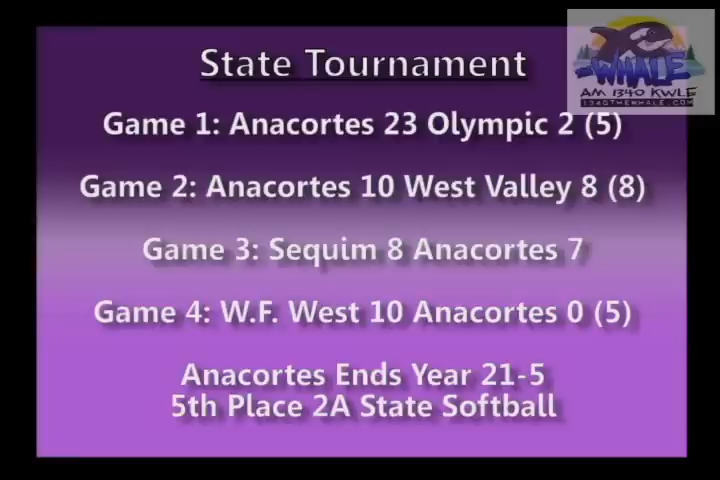 WHALE
AM 1340 KWLE
1340THEWHALE.COM
State Tournament
Game 1: Anacortes 23 Olympic 2 (5)
Game 2: Anacortes 10 West Valley 8 (8)
Game 3: Sequim 8 Anacortes 7
Game 4: W.F. West 10 Anacortes 0 (5)
Anacortes Ends Year 21-5
5th Place 2A State Softball